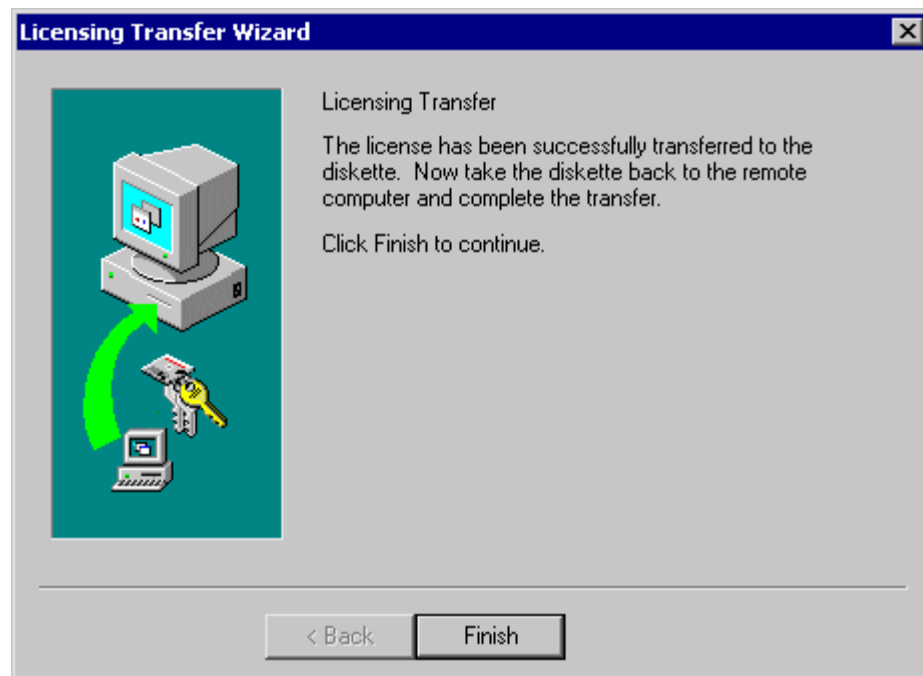 Licensing Transfer Wizard
Licensing Transfer
The license has been successfully transferred to the
diskette.  Now take the diskette back to the remote
computer and complete the transfer.
Click Finish to continue.
< Back
Finish